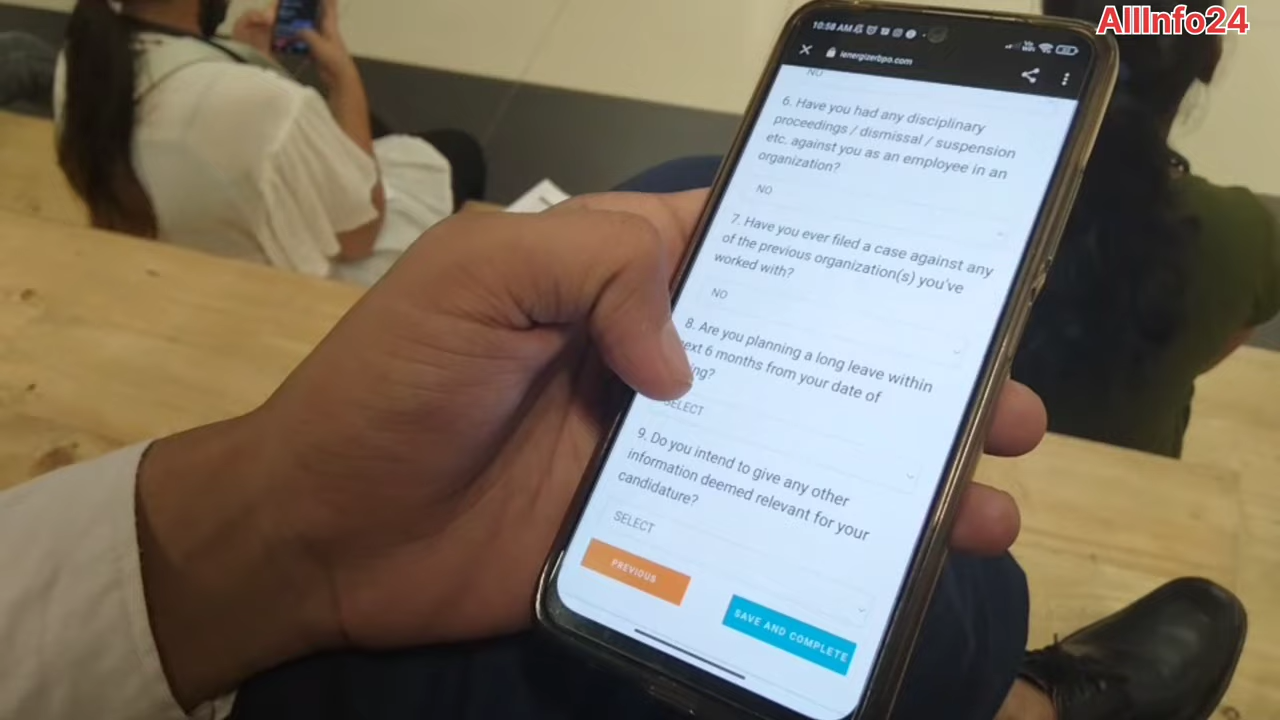 AllInfo24
10:58 AM
ienergizerbpo.com
NO
6. Have you had any disciplinary
proceedings / dismissal / suspension
etc. against you as an employee in an
organization?
NO
7. Have you ever filed a case against any
of the previous organization(s) you've
worked with?
NO
8. Are you planning a long leave within
ext 6 months from your date of
ing?
SELECT
9. Do you intend to give any other
information deemed relevant for your
candidature?
SELECT
PREVIOUS
SAVE AND COMPLETE